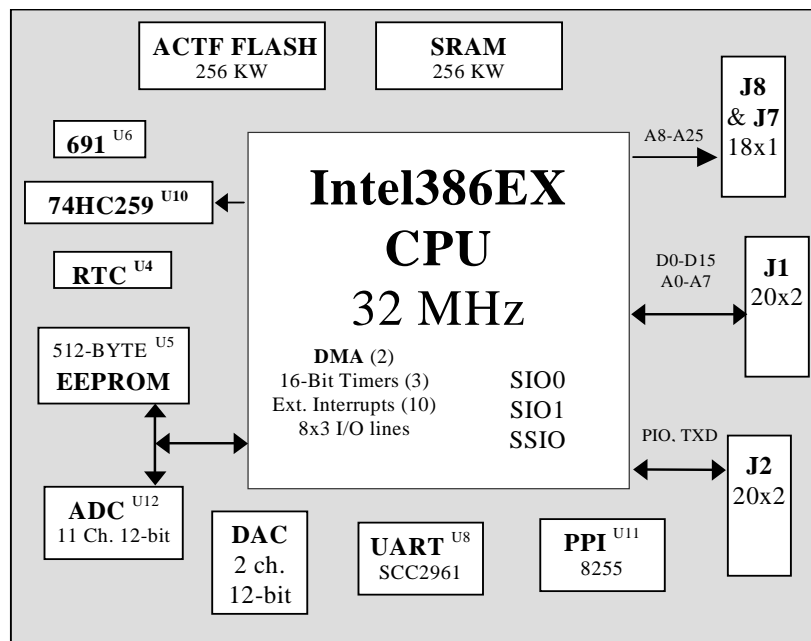 ACTF FLASH
256 KW
SRAM
256 KW
J8
& J7
18x1
A8-A25
691 U6
74HC259 U10
RTC U4
512-BYTE U5
EEPROM
ADC U12
11 Ch. 12-bit
Intel386EX
CPU
32 MHz
DMA (2)
16-Bit Timers (3)
Ext. Interrupts (10)
8x3 I/O lines
SIO0
SIO1
SSIO
D0-D15
A0-A7
J1
20x2
PIO, TXD
J2
20x2
DAC
2 ch.
12-bit
UART U8
SCC2961
PPI U11
8255